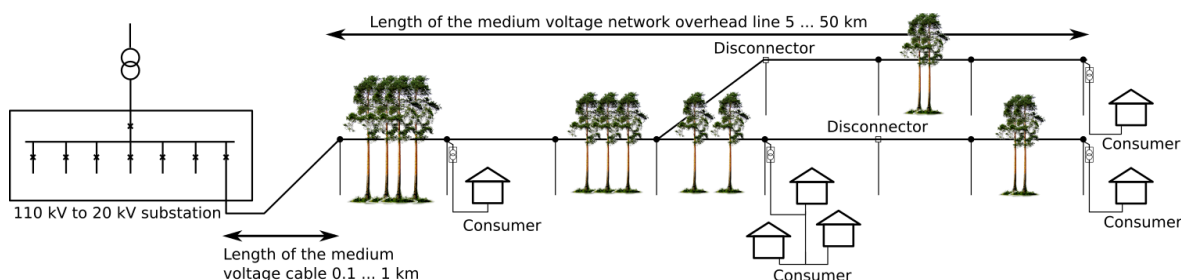 Length of the medium voltage network overhead line 5 ... 50 km
Disconnector
Disconnector
Consumer
Consumer
110 kV to 20 kV substation
Consumer
Consumer
Length of the medium
voltage cable 0.1 ... 1 km